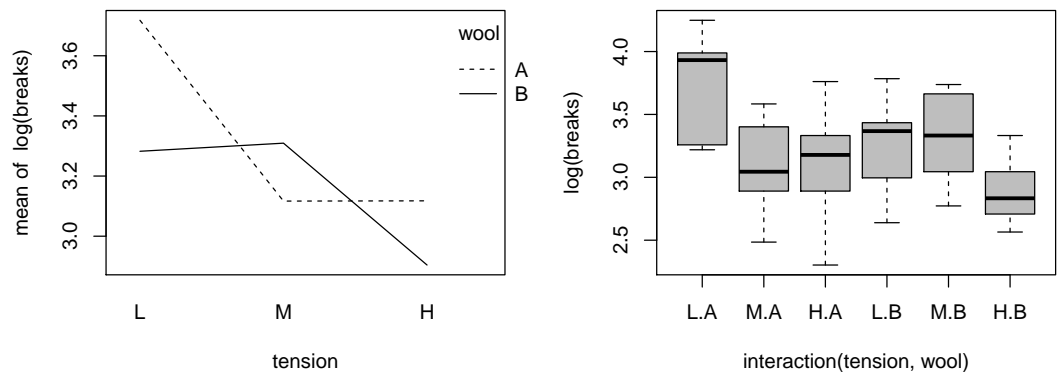 mean of log(breaks)
3.6
3.4
3.2
3.0
wool
A
B
L M H
tension
log(breaks)
4.0
3.5
3.0
2.5
L.A M.A H.A L.B M.B H.B
interaction(tension, wool)